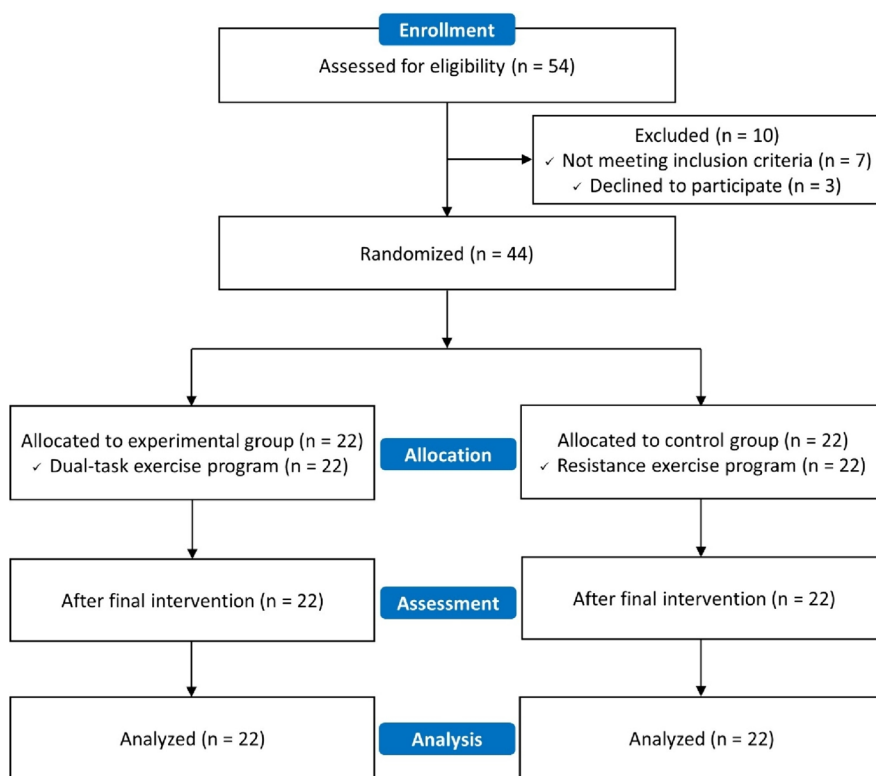 Enrollment
Assessed for eligibility (n = 54)
Excluded (n = 10)
✓ Not meeting inclusion criteria (n = 7)
✓ Declined to participate (n = 3)
Randomized (n = 44)
Allocated to experimental group (n = 22)
✓ Dual-task exercise program (n = 22)
Allocation
Allocated to control group (n = 22)
✓ Resistance exercise program (n = 22)
After final intervention (n = 22)
Assessment
After final intervention (n = 22)
Analyzed (n = 22)
Analysis
Analyzed (n = 22)